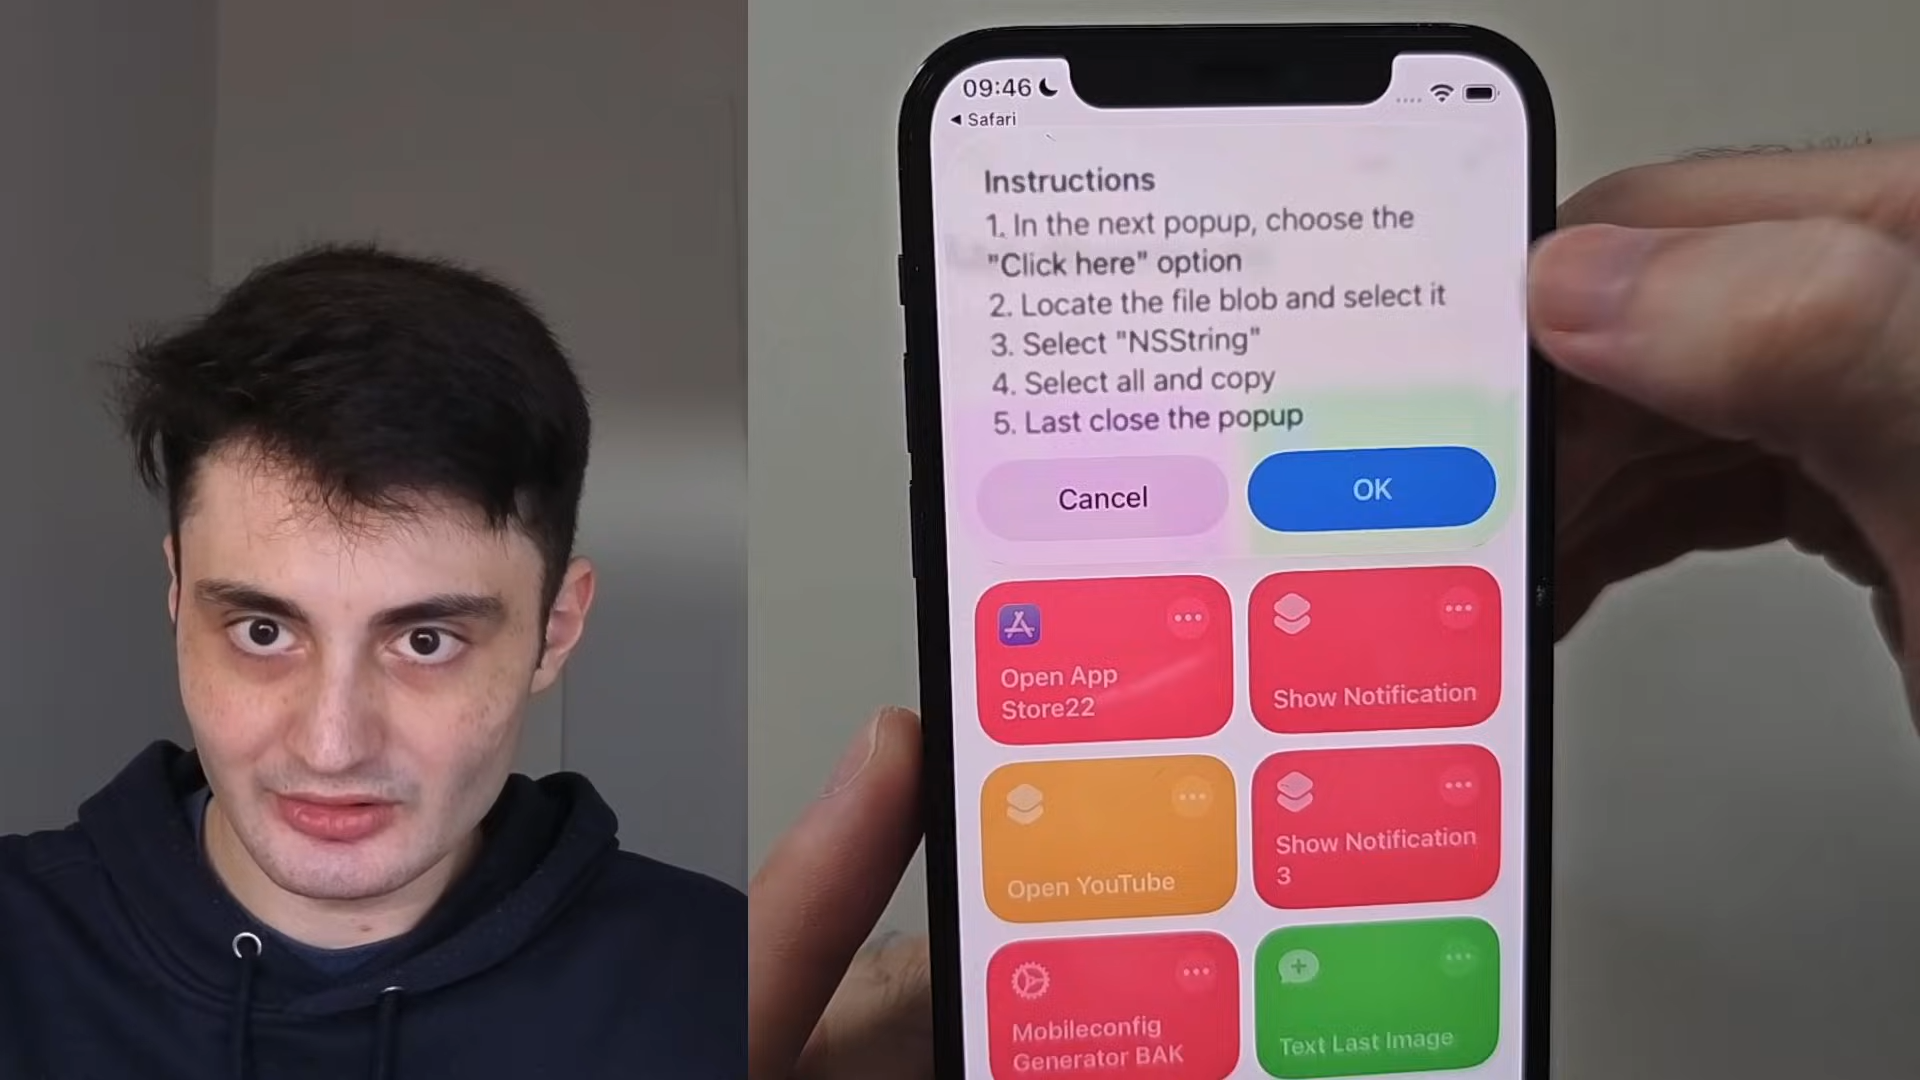 09:46
◀ Safari
Instructions
1. In the next popup, choose the
"Click here" option
2. Locate the file blob and select it
3. Select "NSString"
4. Select all and copy
5. Last close the popup
Cancel
OK
Open App
Store22
Show Notification
Open YouTube
Show Notification
3
Mobileconfig
Generator BAK
Text Last Image